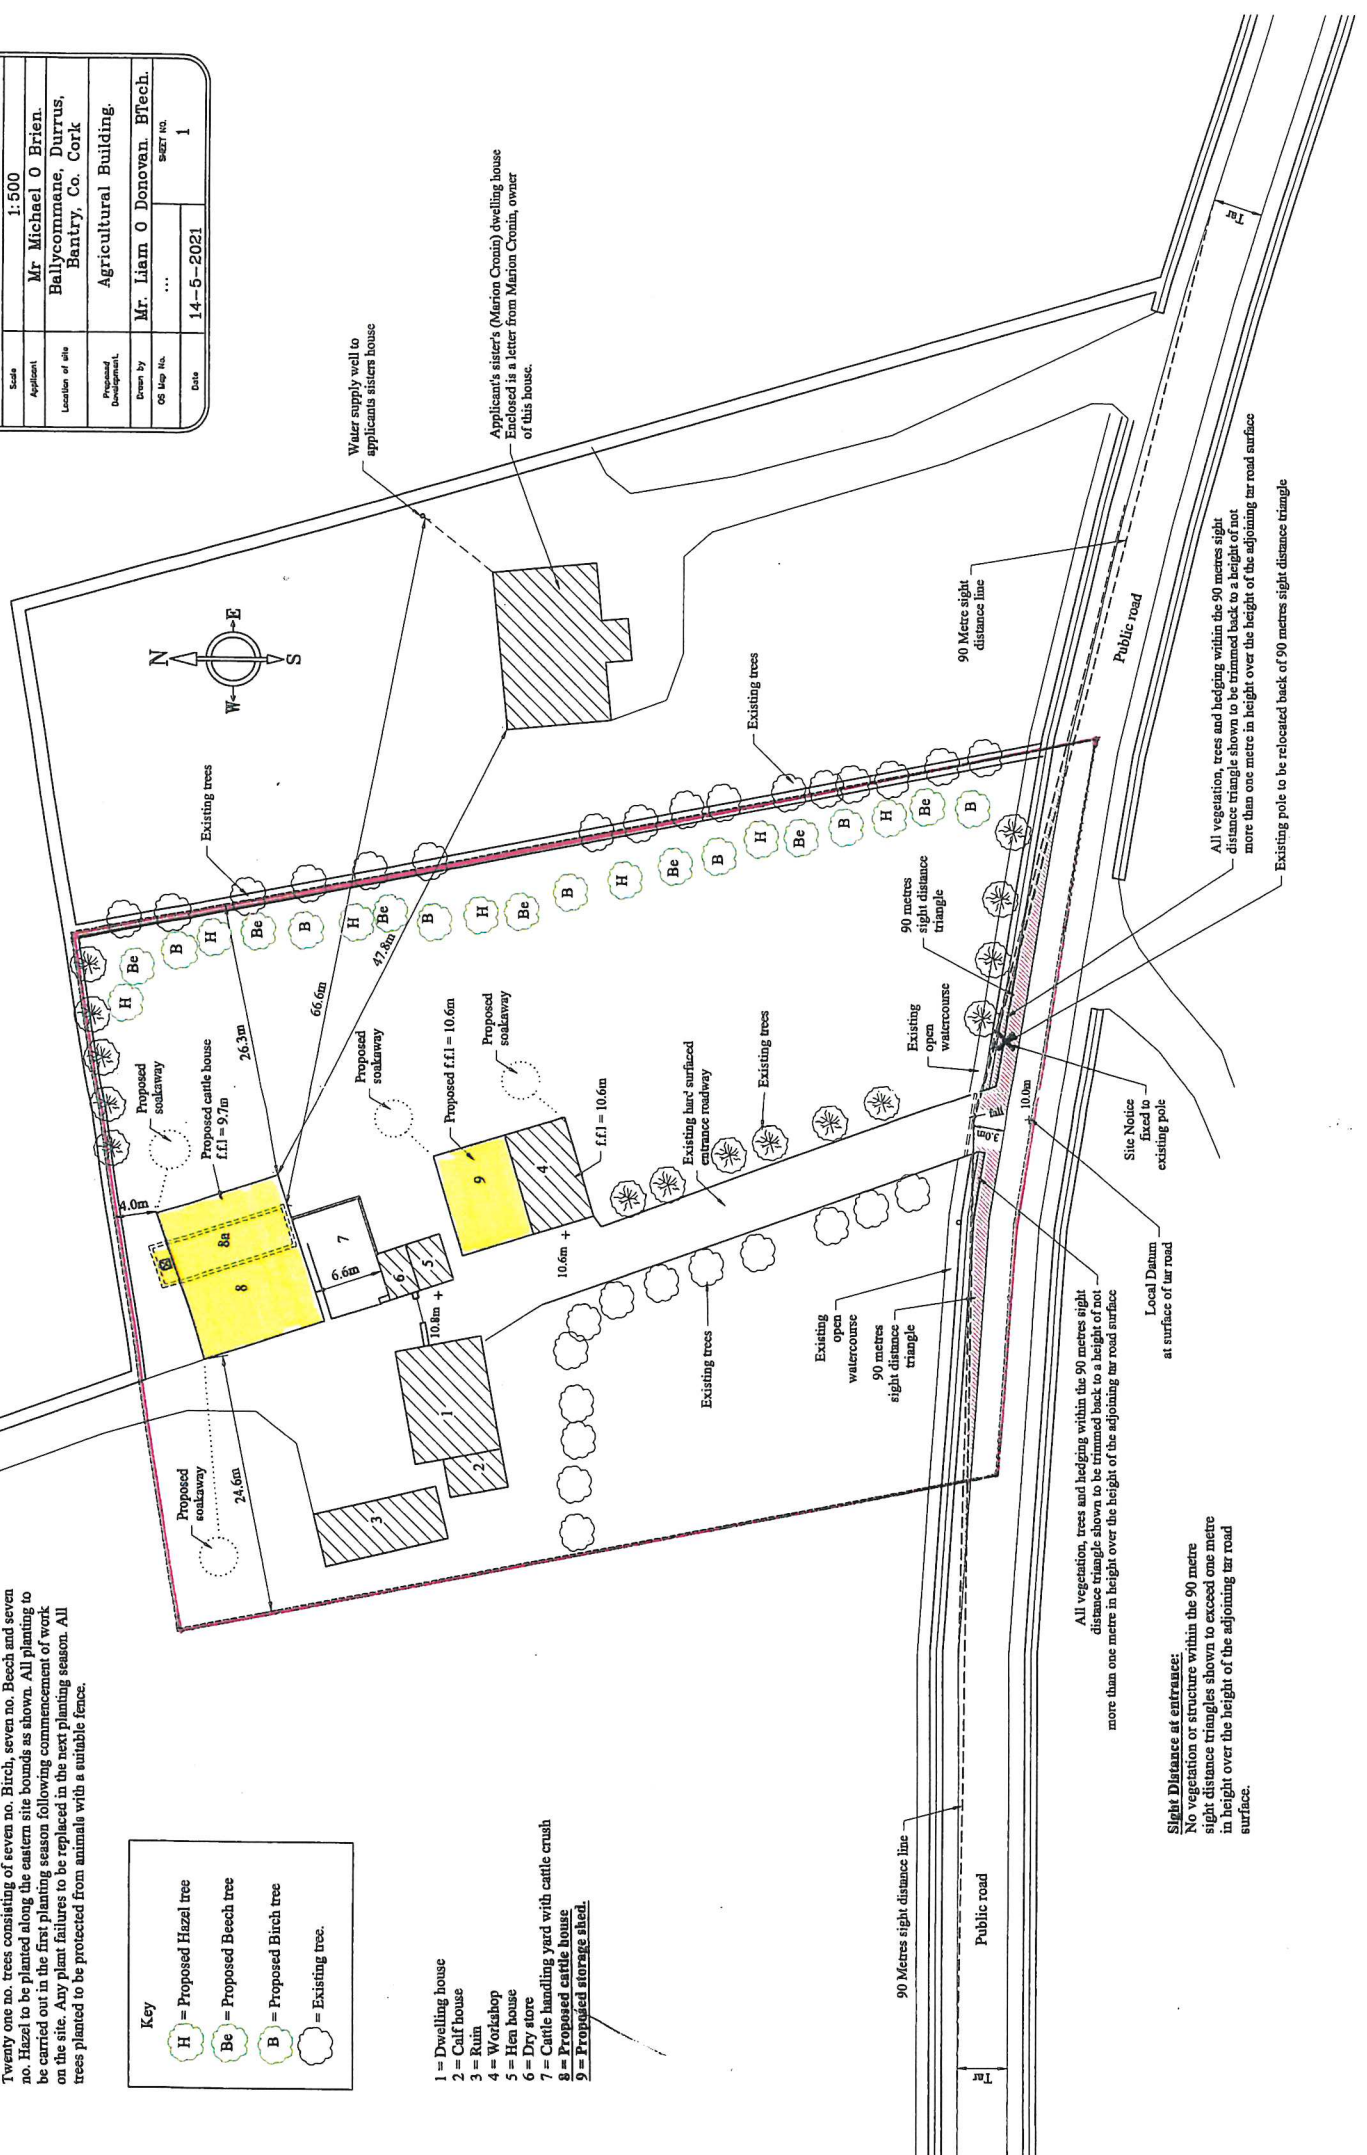 Twenty one no. trees consisting of seven no. Birch, seven no. Beech and seven
no. Hazel to be planted along the eastern site bounds as shown. All planting to
be carried out in the first planting season following commencement of work
on the site. Any plant failures to be replaced in the next planting season. All
trees planted to be protected from animals with a suitable fence.
Key
H = Proposed Hazel tree
Be = Proposed Beech tree
B = Proposed Birch tree
= Existing tree.
1 = Dwelling house
2 = Calf house
3 = Ruin
4 = Workshop
5 = Hen house
6 = Dry store
7 = Cattle handling yard with cattle crush
8 = Proposed cattle house
9 = Proposed storage shed.
Scale 1:500
Applicant Mr Michael O Brien.
Location of site Ballycommane, Durrus,
Bantry, Co. Cork
Proposed
Development. Agricultural Building.
Drawn by Mr. Liam O Donovan. BTech.
OS Map No. ...
SHEET NO.
1
Date 14-5-2021
N
W
E
S
Water supply well to
applicants sisters house
Applicant's sister's (Marion Cronin) dwelling house
Enclosed is a letter from Marion Cronin, owner
of this house.
Existing trees
Existing trees
Proposed
soakaway
Proposed cattle house
f.f.l = 9.7m
4.0m
26.3m
66.6m
47.8m
Proposed
soakaway
24.6m
Proposed
soakaway
Proposed f.f.l = 10.6m
Proposed
soakaway
f.f.l = 10.6m
8
8a
7
6.6m
6
5
9
4
10.8m +
10.6m +
1
2
3
H
Be
B
H
Be
B
H
Be
B
H
Be
B
H
Be
B
H
Be
B
H
Be
B
Existing hard surfaced
entrance roadway
Existing trees
Existing trees
Existing
open
watercourse
90 metres
sight distance
triangle
Existing
open
watercourse
90 metres
sight distance
triangle
3.0m
10.0m
90 Metre sight
distance line
Public road
Tar
90 Metres sight distance line
Public road
Tar
Site Notice
fixed to
existing pole
Local Datum
at surface of tar road
All vegetation, trees and hedging within the 90 metres sight
distance triangle shown to be trimmed back to a height of not
more than one metre in height over the height of the adjoining tar road surface
Existing pole to be relocated back of 90 metres sight distance triangle
All vegetation, trees and hedging within the 90 metres sight
distance triangle shown to be trimmed back to a height of not
more than one metre in height over the height of the adjoining tar road surface
Sight Distance at entrance:
No vegetation or structure within the 90 metre
sight distance triangles shown to exceed one metre
in height over the height of the adjoining tar road
surface.